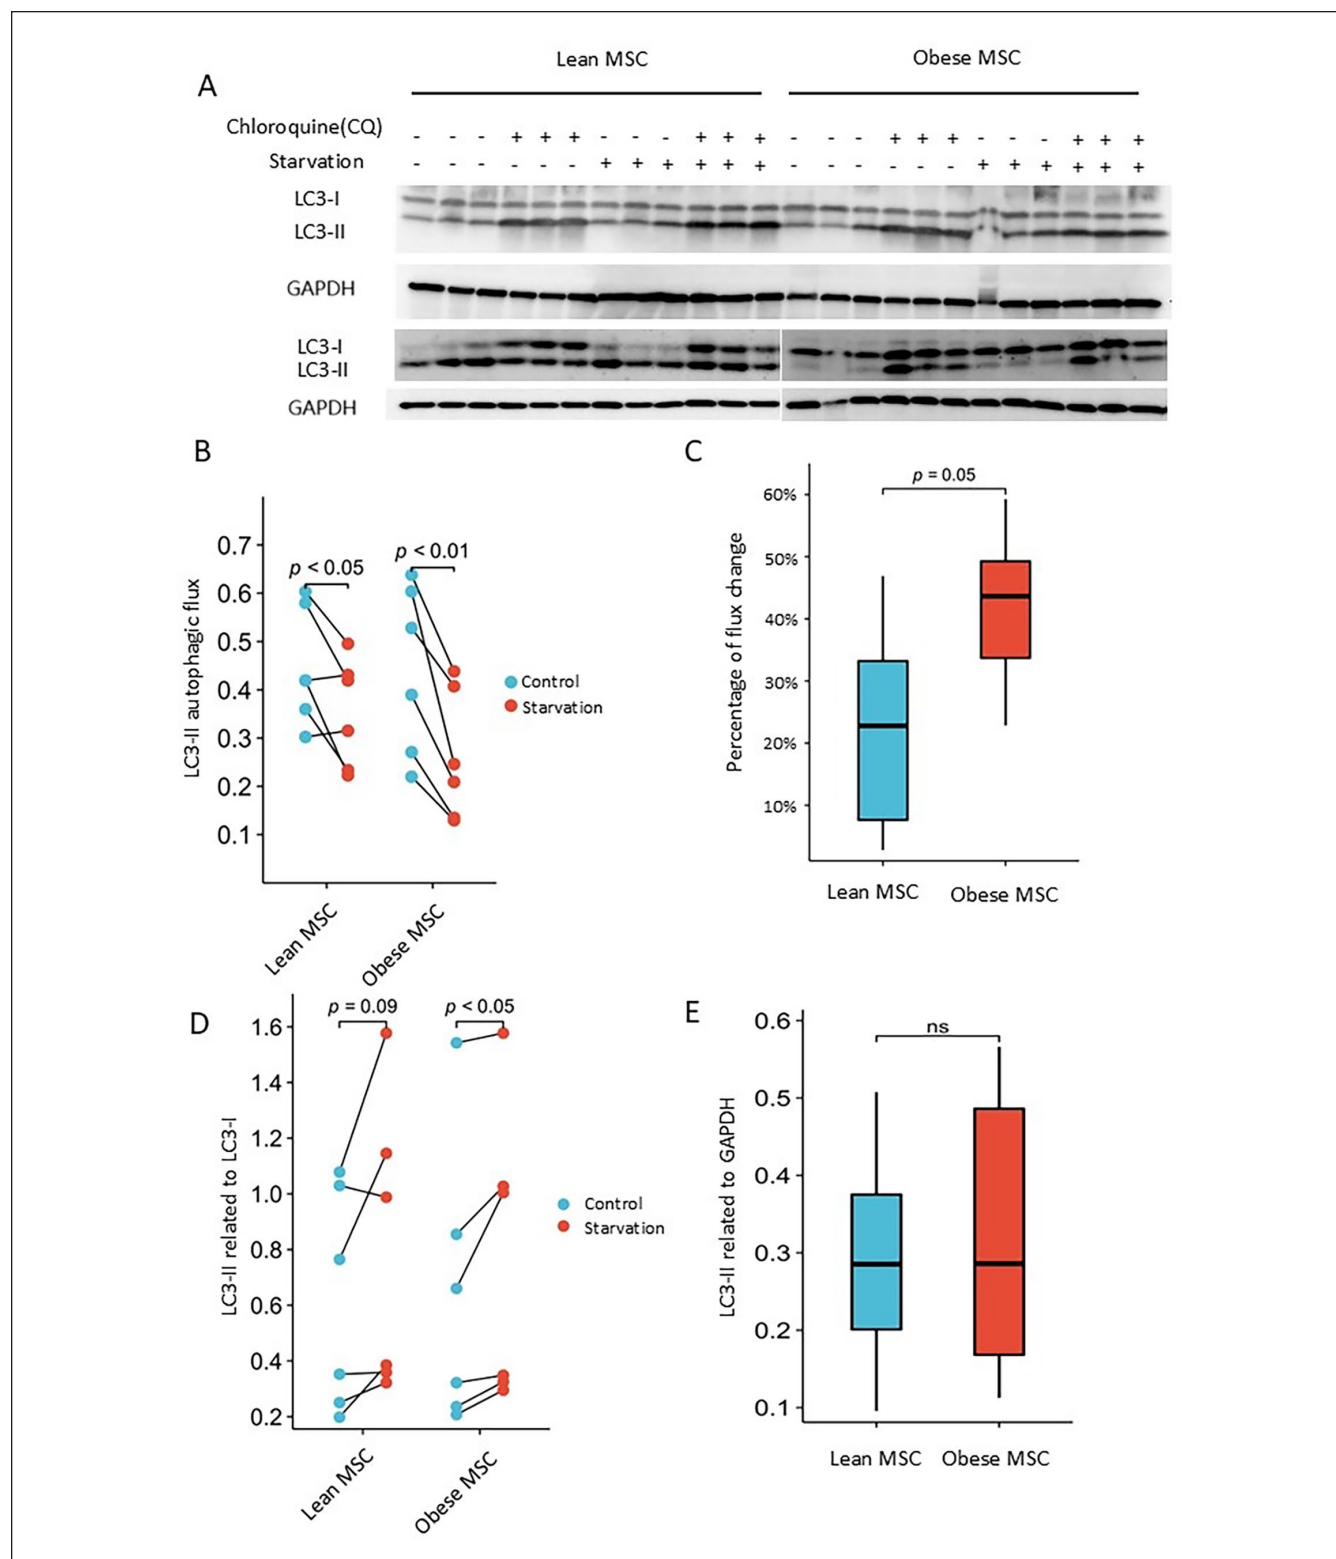 Lean MSC Obese MSC
A
Chloroquine(CQ) - - - + + + - - - + + + - - - + + + - - - + + +
Starvation - - - - - - + + + + + + - - - - - - + + + + + +
LC3-I
LC3-II
GAPDH
LC3-I
LC3-II
GAPDH
B
LC3-II autophagic flux
0.7
0.6
0.5
0.4
0.3
0.2
0.1
p < 0.05
p < 0.01
Control
Starvation
Lean MSC
Obese MSC
C
Percentage of flux change
60%
50%
40%
30%
20%
10%
p = 0.05
Lean MSC Obese MSC
D
LC3-II related to LC3-I
1.6
1.4
1.2
1.0
0.8
0.6
0.4
0.2
p = 0.09
p < 0.05
Control
Starvation
Lean MSC
Obese MSC
E
LC3-II related to GAPDH
0.6
0.5
0.4
0.3
0.2
0.1
ns
Lean MSC Obese MSC